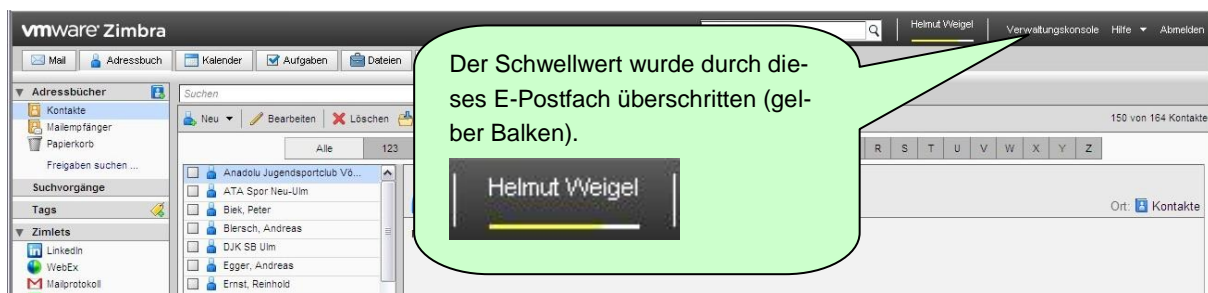 vmware Zimbra
Helmut Weigel
Verwaltungskonsole
Hilfe
Abmelden
Mail
Adressbuch
Kalender
Aufgaben
Dateien
Der Schwellwert wurde durch die-
ses E-Postfach überschritten (gel-
ber Balken).
Helmut Weigel
Adressbücher
Kontakte
Mailempfänger
Papierkorb
Freigaben suchen ...
Suchvorgänge
Tags
Zimlets
LinkedIn
WebEx
Mailprotokoll
Suchen
Neu
Bearbeiten
Löschen
150 von 164 Kontakte
Alle 123 R S T U V W X Y Z
Anadolu Jugendsportclub Vö...
ATA Spor Neu-Ulm
Biek, Peter
Blersch, Andreas
DJK SB Ulm
Egger, Andreas
Ernst, Reinhold
Ort: Kontakte